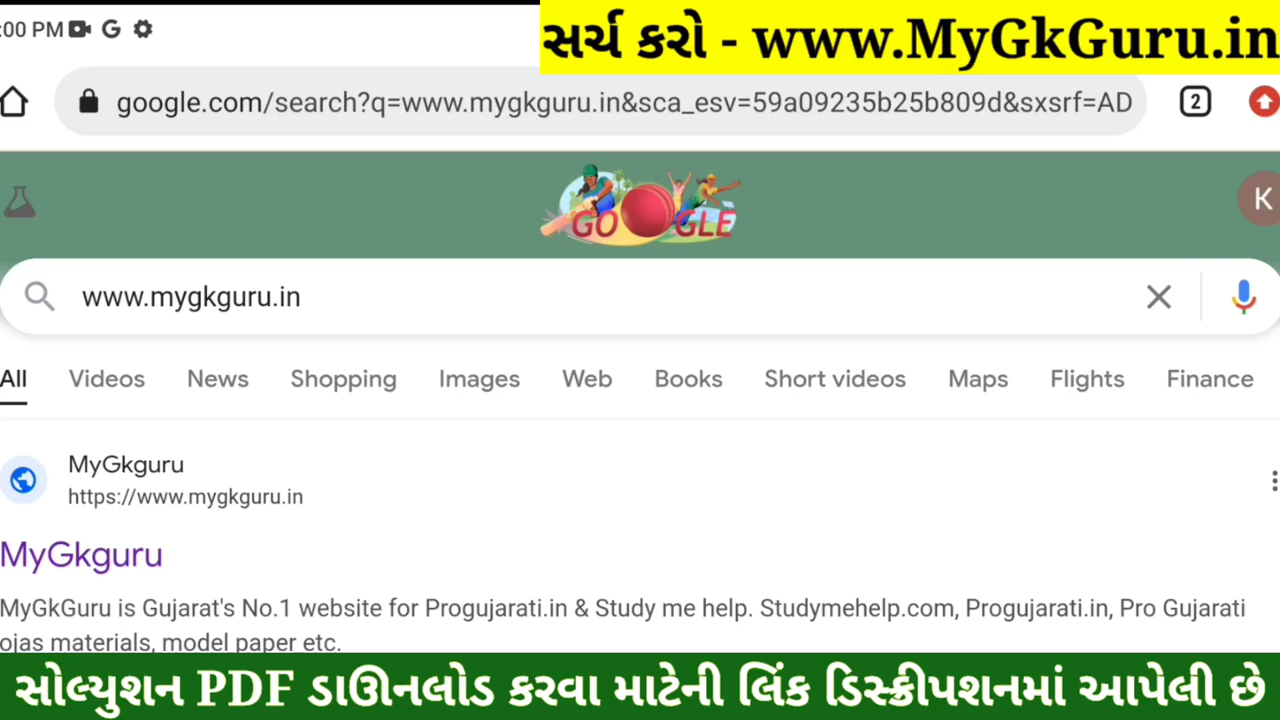 :00 PM
સર્ચ કરો - www.MyGkGuru.in
google.com/search?q=www.mygkguru.in&sca_esv=59a09235b25b809d&sxsrf=AD
2
GOOGLE
K
www.mygkguru.in
All Videos News Shopping Images Web Books Short videos Maps Flights Finance
MyGkguru
https://www.mygkguru.in
MyGkguru
MyGkGuru is Gujarat's No.1 website for Progujarati.in & Study me help. Studymehelp.com, Progujarati.in, Pro Gujarati
ojas materials, model paper etc.
સોલ્યુશન PDF ડાઊનલોડ કરવા માટેની લિંક ડિસ્ક્રીપશનમાં આપેલી છે